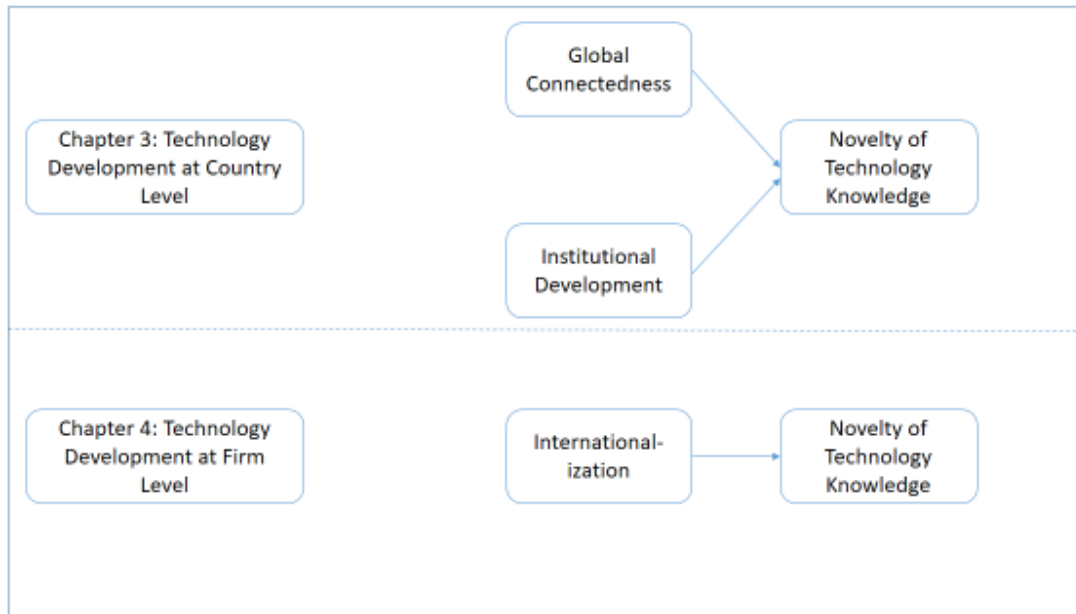 Global
Connectedness
Chapter 3: Technology
Development at Country
Level
Novelty of
Technology
Knowledge
Institutional
Development
Chapter 4: Technology
Development at Firm
Level
International-
ization
Novelty of
Technology
Knowledge